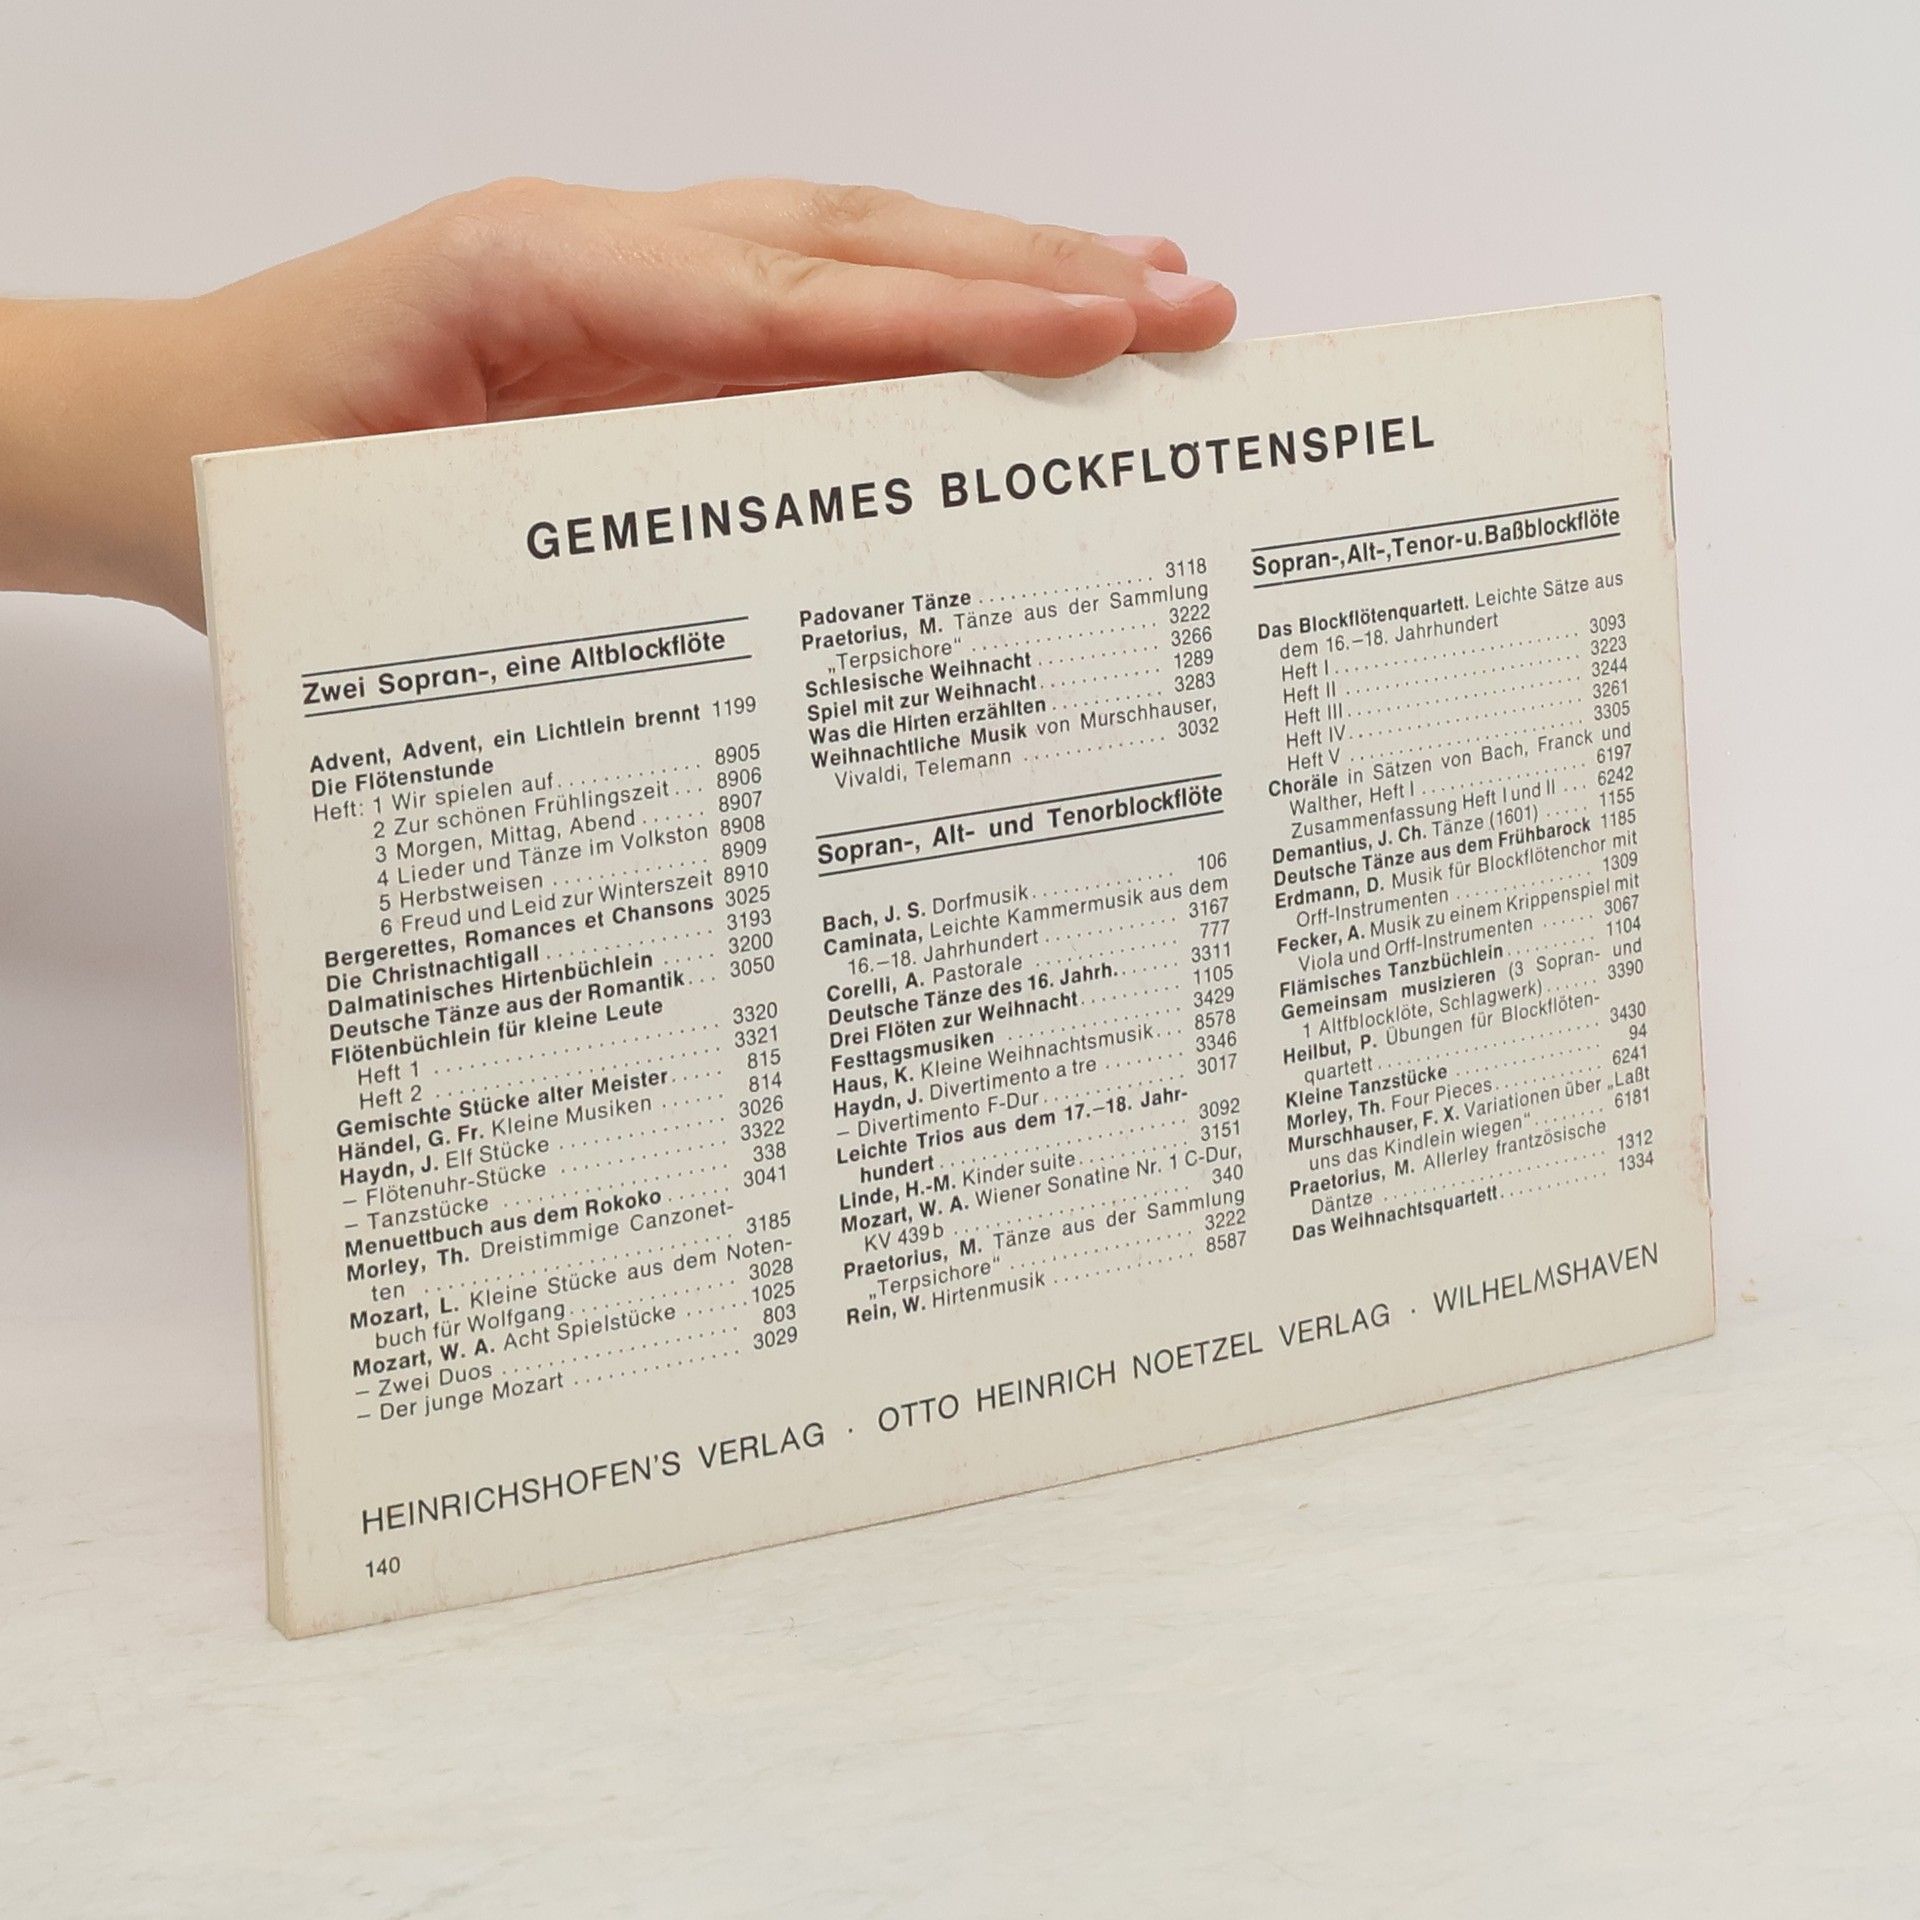 GEMEINSAMES BLOCKFLÖTENSPIEL
Zwei Sopran-, eine Altblockflöte
Advent, Advent, ein Lichtlein brennt 1199
Die Flötenstunde
Heft: 1 Wir spielen auf............. 8905
2 Zur schönen Frühlingszeit... 8906
3 Morgen, Mittag, Abend...... 8907
4 Lieder und Tänze im Volkston 8908
5 Herbstweisen............ 8909
6 Freud und Leid zur Winterszeit 8910
Bergerettes, Romances et Chansons 3025
Die Christnachtigall.............. 3193
Dalmatinisches Hirtenbüchlein..... 3200
Deutsche Tänze aus der Romantik... 3050
Flötenbüchlein für kleine Leute
Heft 1........................ 3320
Heft 2........................ 3321
Gemischte Stücke alter Meister..... 815
Händel, G. Fr. Kleine Musiken...... 814
Haydn, J. Elf Stücke.............. 3026
– Flötenuhr-Stücke.............. 3322
– Tanzstücke.................. 338
Menuettbuch aus dem Rokoko....... 3041
Morley, Th. Dreistimmige Canzonet-
ten......................... 3185
Mozart, L. Kleine Stücke aus dem Noten-
buch für Wolfgang............. 3028
Mozart, W. A. Acht Spielstücke......1025
– Zwei Duos................... 803
– Der junge Mozart.............. 3029
Padovaner Tänze................. 3118
Praetorius, M. Tänze aus der Sammlung
„Terpsichore“.................. 3222
Schlesische Weihnacht............ 3266
Spiel mit zur Weihnacht........... 1289
Was die Hirten erzählten.......... 3283
Weihnachtliche Musik von Murschhauser,
Vivaldi, Telemann.............. 3032
Sopran-, Alt- und Tenorblockflöte
Bach, J. S. Dorfmusik.............. 106
Caminata, Leichte Kammermusik aus dem
16.–18. Jahrhundert............ 3167
Corelli, A. Pastorale.............. 777
Deutsche Tänze des 16. Jahrh....... 3311
Drei Flöten zur Weihnacht.......... 1105
Festtagsmusiken................. 3429
Haus, K. Kleine Weihnachtsmusik... 8578
Haydn, J. Divertimento a tre........ 3346
– Divertimento F-Dur............ 3017
Leichte Trios aus dem 17.–18. Jahr-
hundert...................... 3092
Linde, H.-M. Kinder suite.......... 3151
Mozart, W. A. Wiener Sonatine Nr. 1 C-Dur,
KV 439b..................... 340
Praetorius, M. Tänze aus der Sammlung
„Terpsichore“................. 3222
Rein, W. Hirtenmusik.............. 8587
Sopran-,Alt-,Tenor-u.Baßblockflöte
Das Blockflötenquartett. Leichte Sätze aus
dem 16.–18. Jahrhundert
Heft I....................... 3093
Heft II...................... 3223
Heft III..................... 3244
Heft IV..................... 3261
Heft V...................... 3305
Choräle in Sätzen von Bach, Franck und
Walther, Heft I............... 6197
Zusammenfassung Heft I und II... 6242
Demantius, J. Ch. Tänze (1601)..... 1155
Deutsche Tänze aus dem Frühbarock 1185
Erdmann, D. Musik für Blockflötenchor mit
Orff-Instrumenten.............. 1309
Fecker, A. Musik zu einem Krippenspiel mit
Viola und Orff-Instrumenten...... 3067
Flämisches Tanzbüchlein.......... 1104
Gemeinsam musizieren (3 Sopran- und
1 Altfblocklöte, Schlagwerk)...... 3390
Heilbut, P. Übungen für Blockflöten-
quartett...................... 3430
Kleine Tanzstücke................ 94
Morley, Th. Four Pieces............ 6241
Murschhauser, F. X. Variationen über „Laßt
uns das Kindlein wiegen“........ 6181
Praetorius, M. Allerley frantzösische
Däntze...................... 1312
Das Weihnachtsquartett........... 1334
HEINRICHSHOFEN'S VERLAG · OTTO HEINRICH NOETZEL VERLAG · WILHELMSHAVEN
140